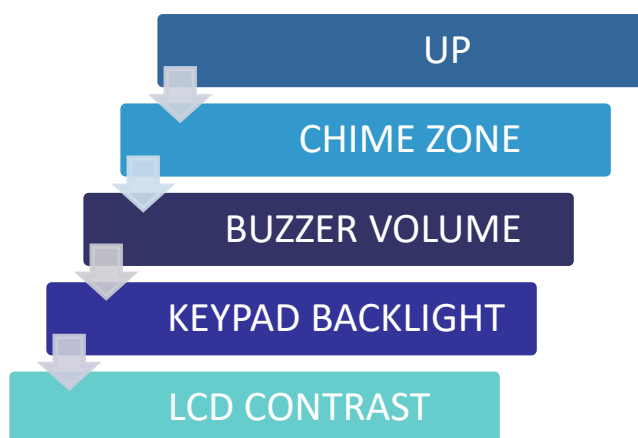 UP
CHIME ZONE
BUZZER VOLUME
KEYPAD BACKLIGHT
LCD CONTRAST